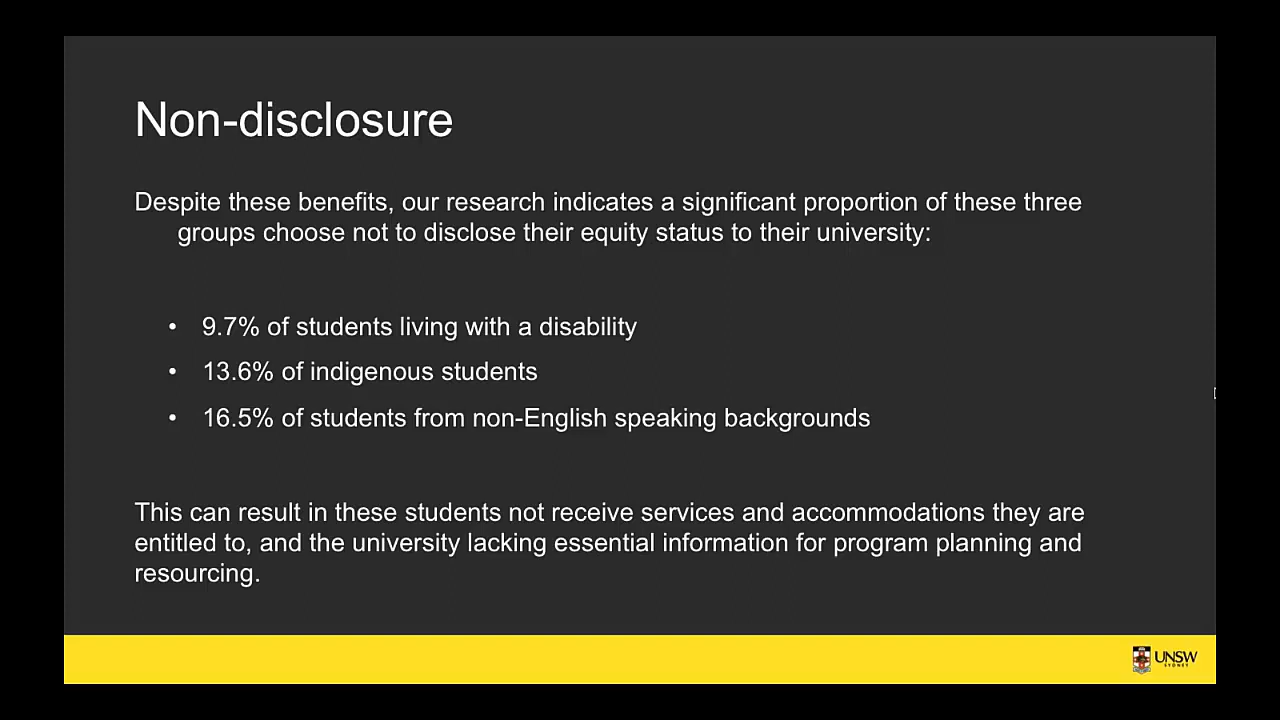 Non-disclosure
Despite these benefits, our research indicates a significant proportion of these three
groups choose not to disclose their equity status to their university:
• 9.7% of students living with a disability
• 13.6% of indigenous students
• 16.5% of students from non-English speaking backgrounds
This can result in these students not receive services and accommodations they are
entitled to, and the university lacking essential information for program planning and
resourcing.
UNSW
SYDNEY